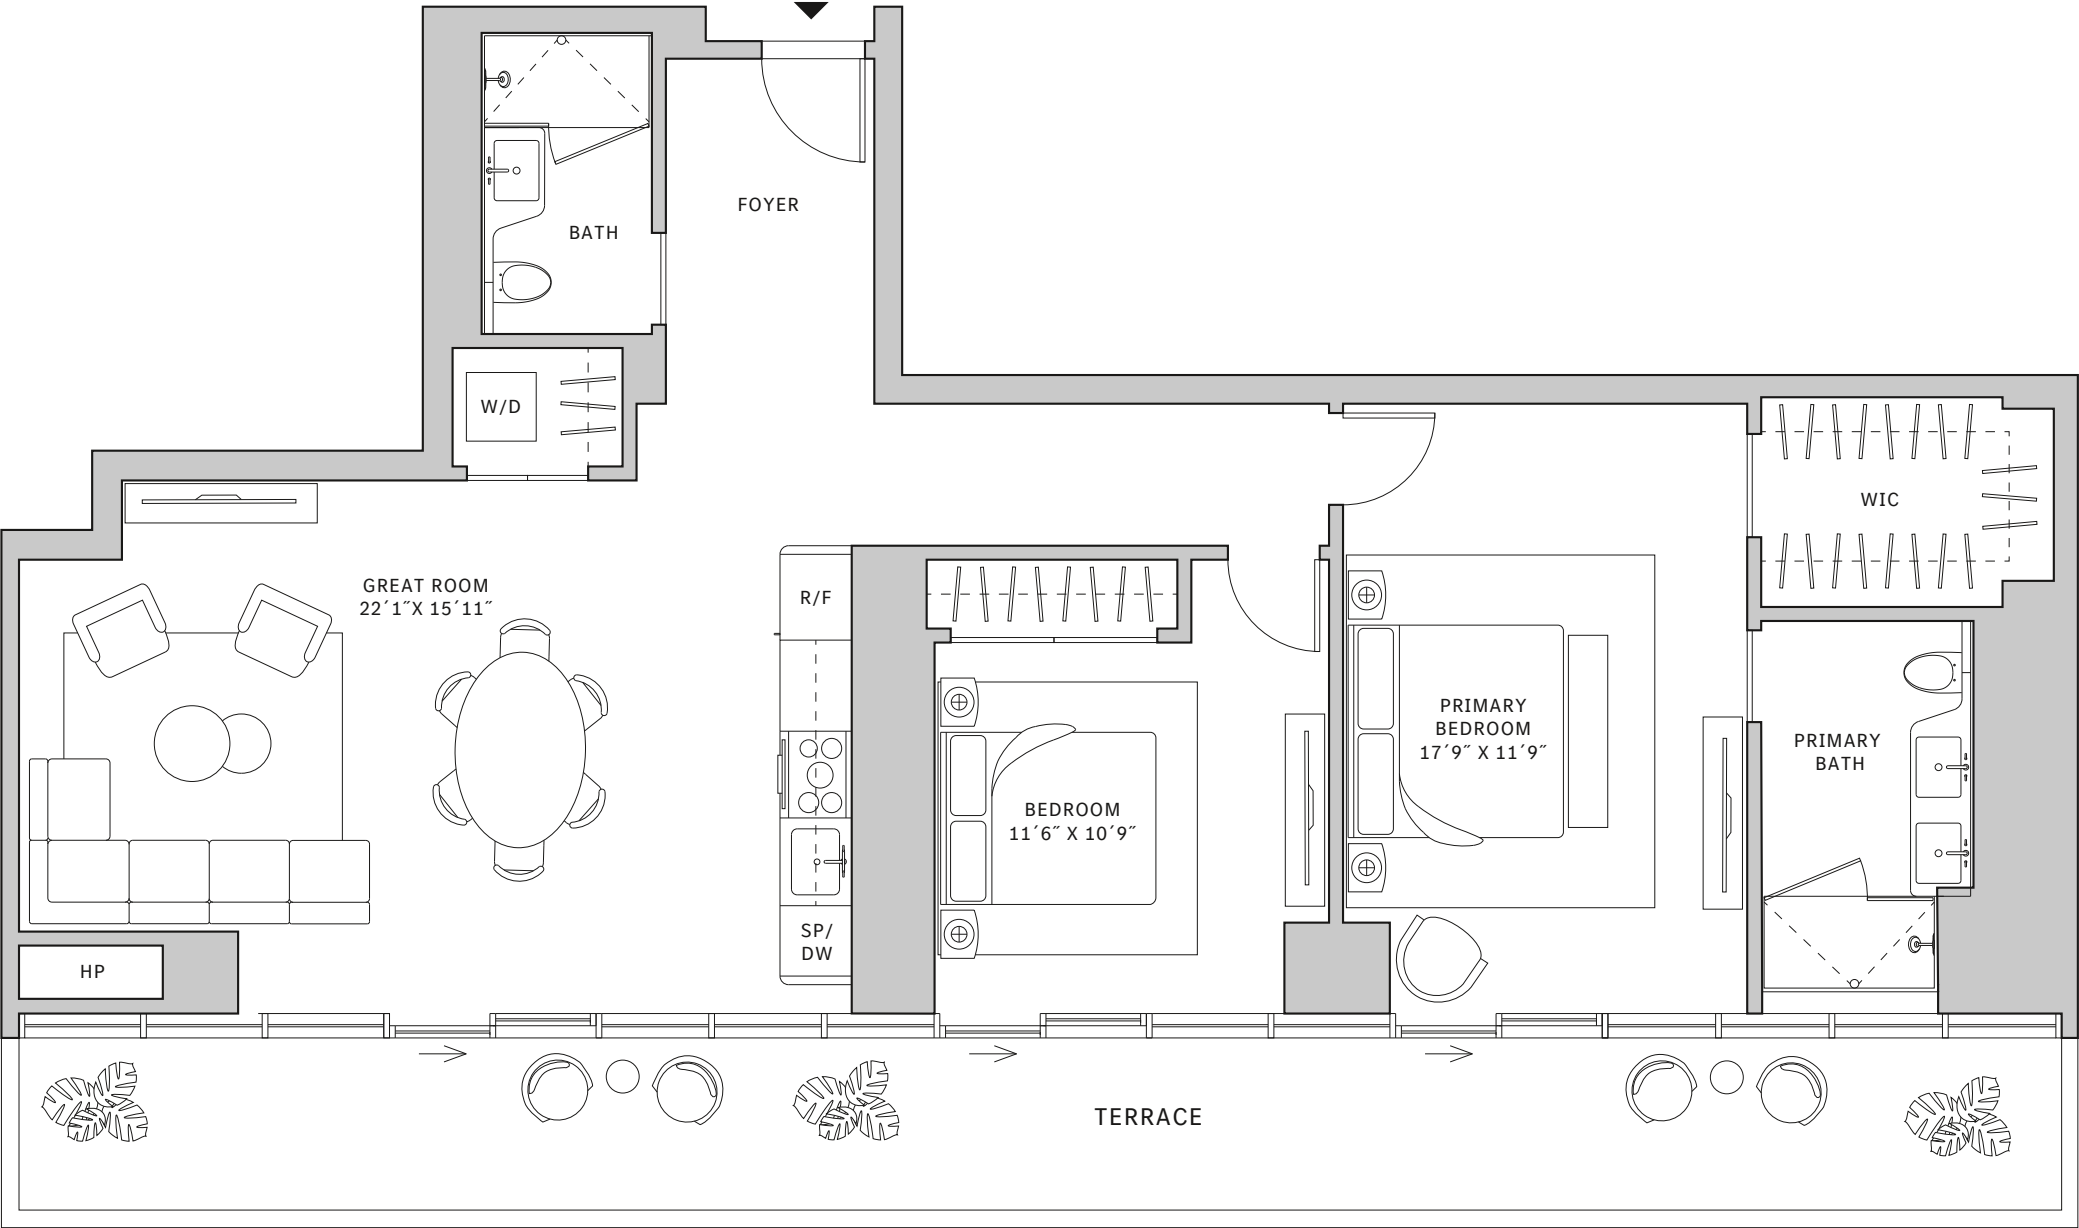 FOYER
BATH
W/D
WIC
GREAT ROOM
22´1˝X 15´11˝
R/F
PRIMARY
BEDROOM
17´9˝ X 11´9˝
PRIMARY
BATH
BEDROOM
11´6˝ X 10´9˝
SP/
DW
HP
TERRACE